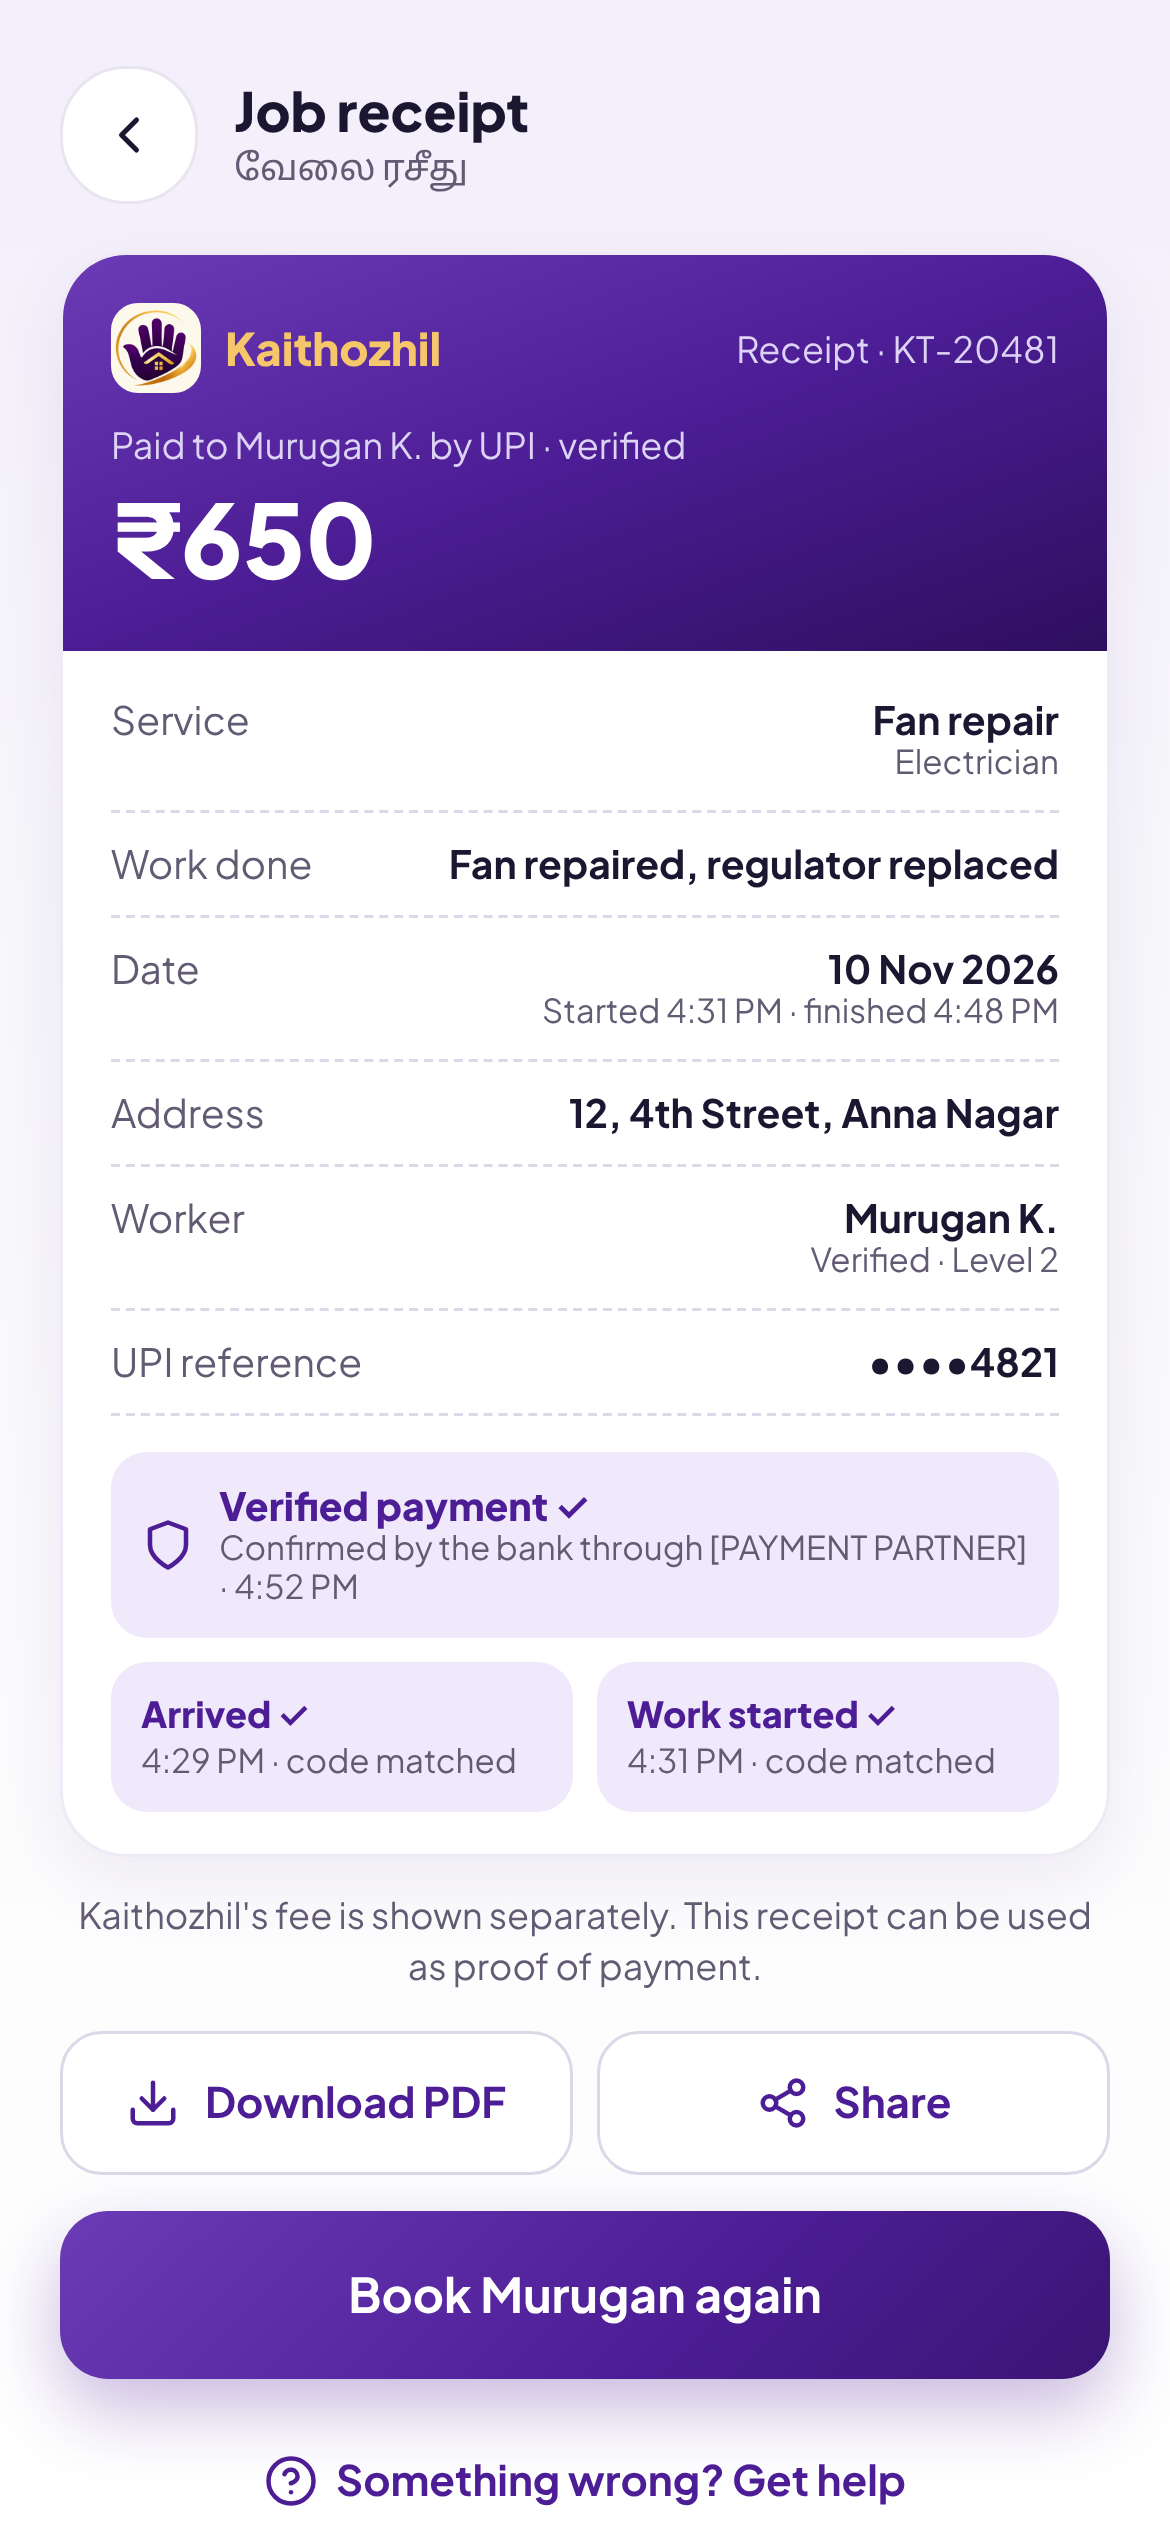 Job receipt
வேலை ரசீது
Kaithozhil
Receipt · KT-20481
Paid to Murugan K. by UPI · verified
₹650
Service
Fan repair
Electrician
Work done
Fan repaired, regulator replaced
Date
10 Nov 2026
Started 4:31 PM · finished 4:48 PM
Address
12, 4th Street, Anna Nagar
Worker
Murugan K.
Verified · Level 2
UPI reference
••••4821
Verified payment ✓
Confirmed by the bank through [PAYMENT PARTNER]
· 4:52 PM
Arrived ✓
4:29 PM · code matched
Work started ✓
4:31 PM · code matched
Kaithozhil's fee is shown separately. This receipt can be used
as proof of payment.
Download PDF
Share
Book Murugan again
Something wrong? Get help